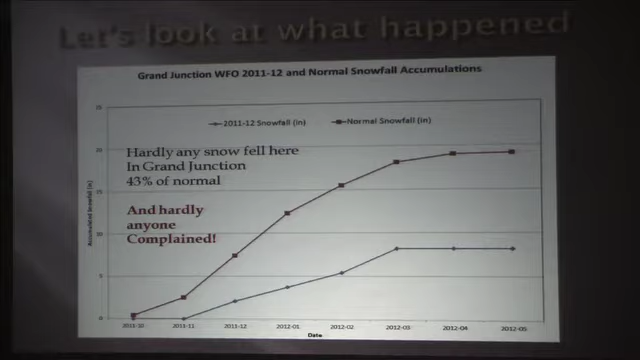 Let's look at what happened
Grand Junction WFO 2011-12 and Normal Snowfall Accumulations
25
2011-12 Snowfall (in)
Normal Snowfall (in)
Hardly any snow fell here
In Grand Junction
43% of normal
And hardly
anyone
Complained!
20
15
10
5
0
Accumulated Snowfall (in)
2011-10
2011-11
2011-12
2012-01
2012-02
2012-03
2012-04
2012-05
Date